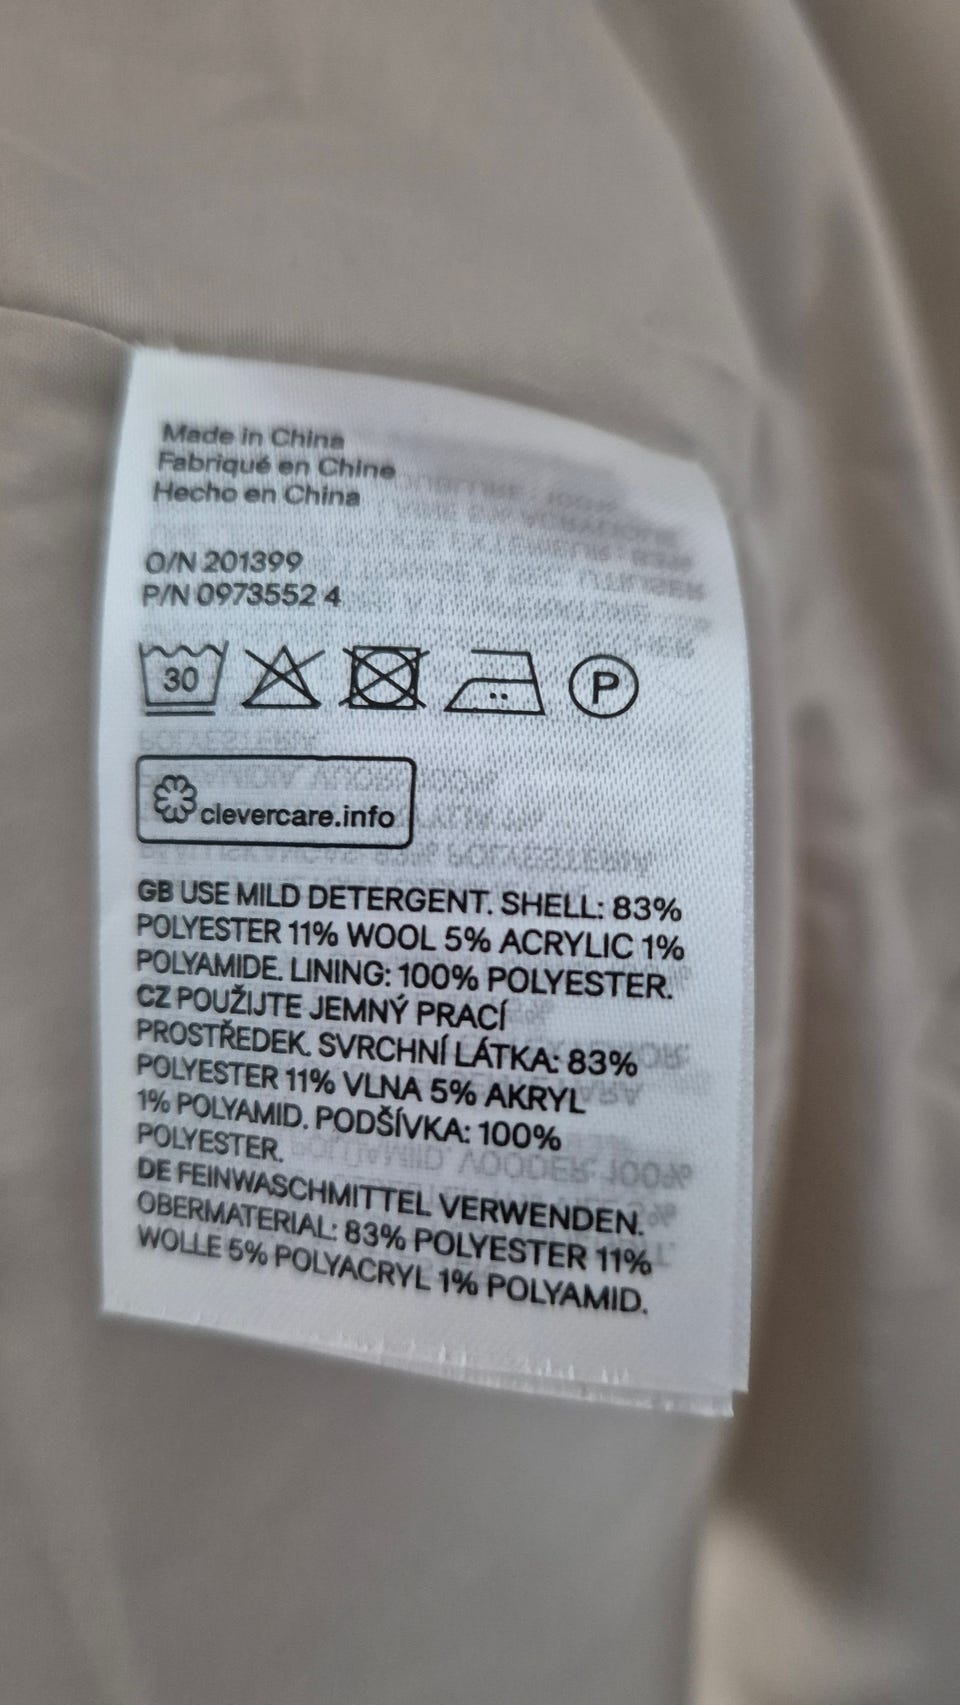 Made in China
Fabriqué en Chine
Hecho en China
O/N 201399
P/N 0973552 4
30
P
clevercare.info
GB USE MILD DETERGENT. SHELL: 83%
POLYESTER 11% WOOL 5% ACRYLIC 1%
POLYAMIDE. LINING: 100% POLYESTER.
CZ POUŽIJTE JEMNÝ PRACÍ
PROSTŘEDEK. SVRCHNÍ LÁTKA: 83%
POLYESTER 11% VLNA 5% AKRYL
1% POLYAMID. PODŠÍVKA: 100%
POLYESTER.
DE FEINWASCHMITTEL VERWENDEN.
OBERMATERIAL: 83% POLYESTER 11%
WOLLE 5% POLYACRYL 1% POLYAMID.